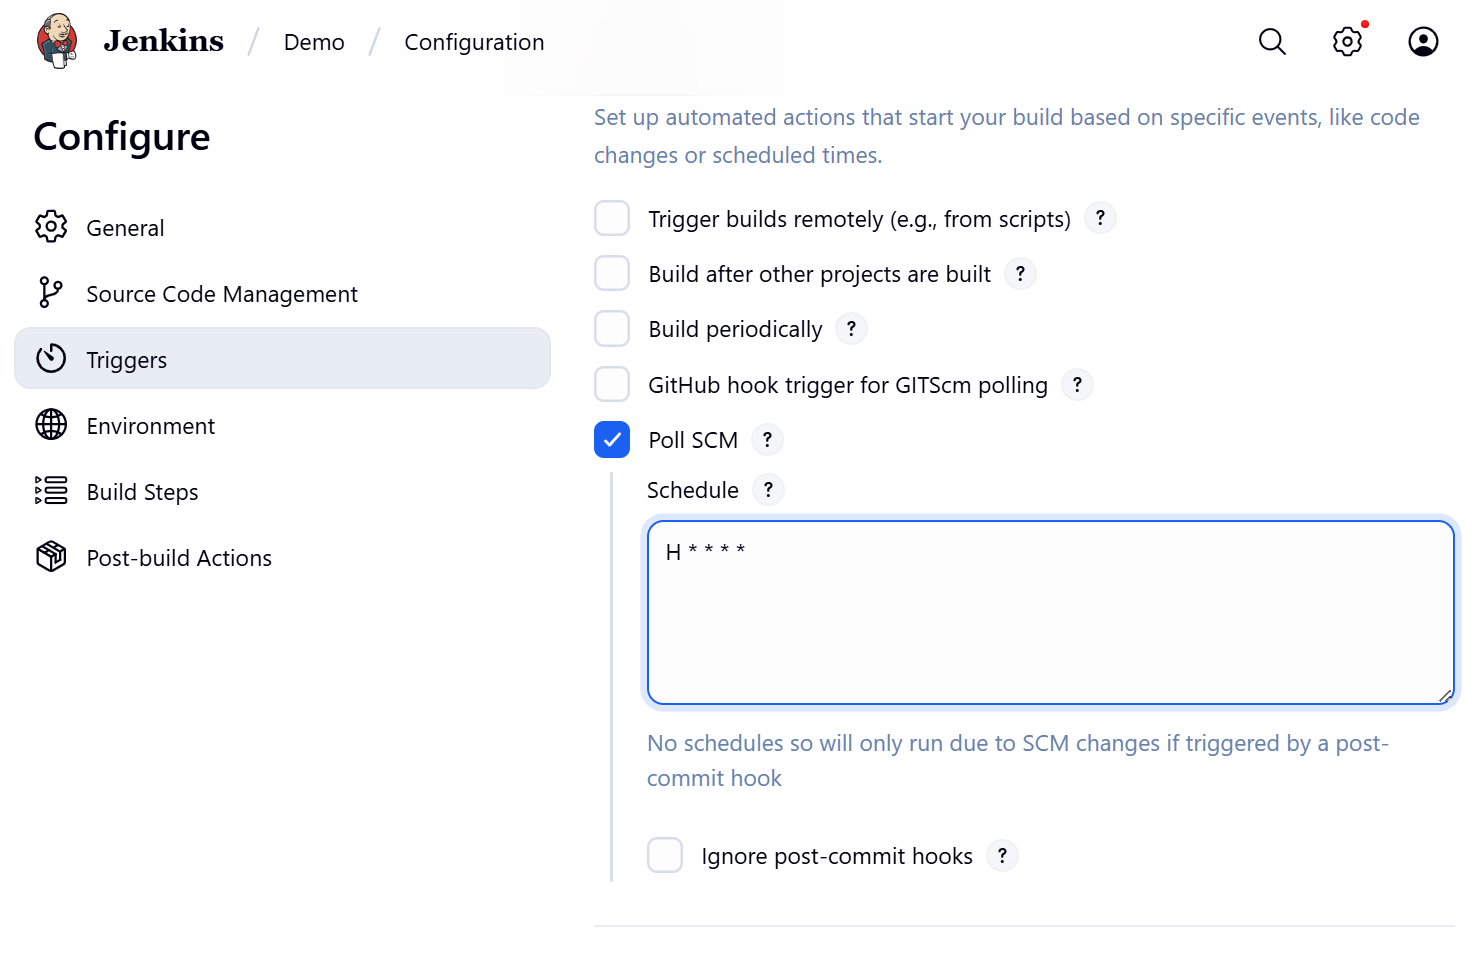 Jenkins / Demo / Configuration
Configure
General
Source Code Management
Triggers
Environment
Build Steps
Post-build Actions
Set up automated actions that start your build based on specific events, like code
changes or scheduled times.
Trigger builds remotely (e.g., from scripts) ?
Build after other projects are built ?
Build periodically ?
GitHub hook trigger for GITScm polling ?
Poll SCM ?
Schedule ?
H * * * *
No schedules so will only run due to SCM changes if triggered by a post-
commit hook
Ignore post-commit hooks ?